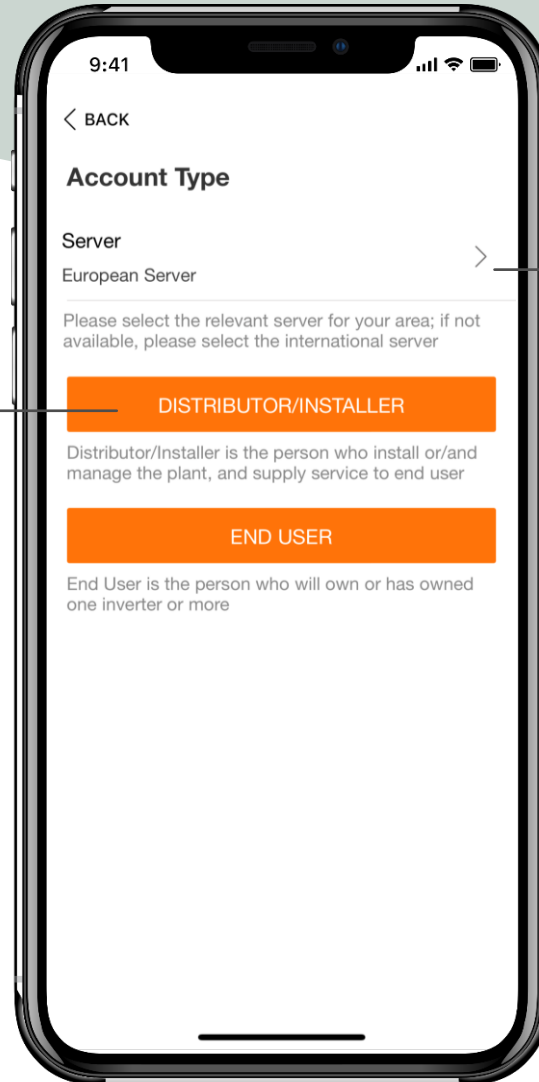 9:41
BACK
Account Type
Server
European Server
Please select the relevant server for your area; if not
available, please select the international server
DISTRIBUTOR/INSTALLER
Distributor/Installer is the person who install or/and
manage the plant, and supply service to end user
END USER
End User is the person who will own or has owned
one inverter or more